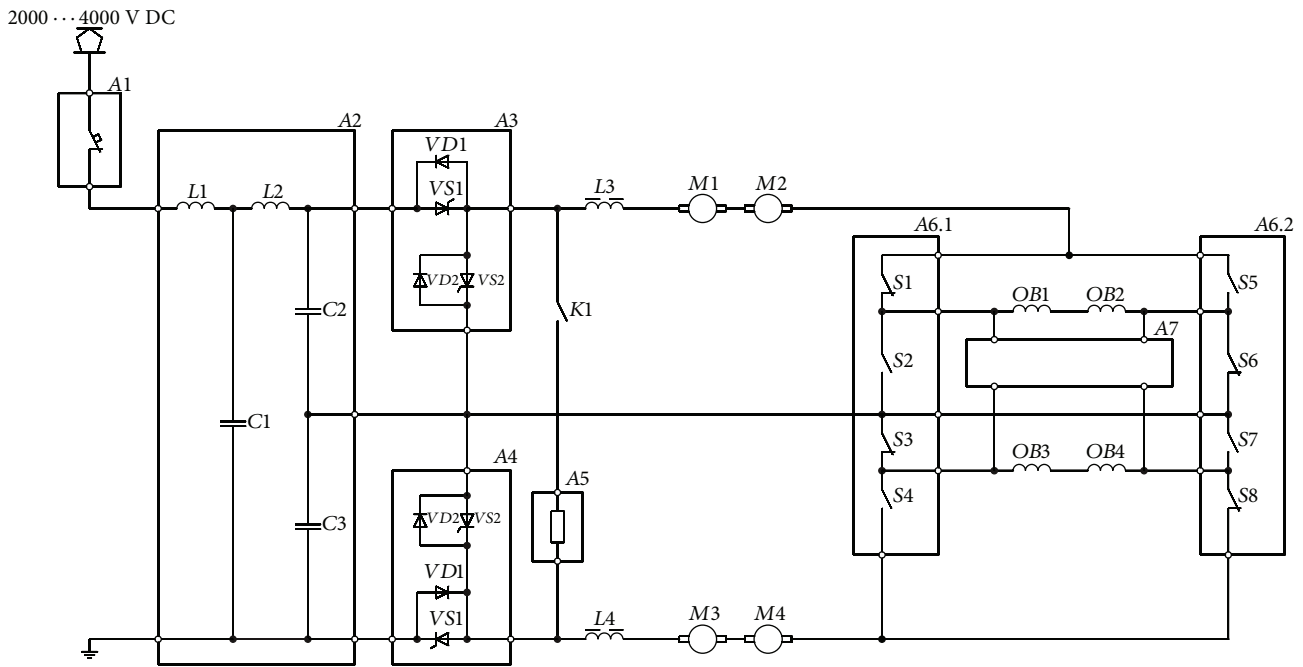 2000 ⋯ 4000 V DC
A1
A2
A3
VD1
L1
L2
VS1
L3
M1
M2
A6.1
A6.2
VD2
VS2
S1
S5
C2
K1
OB1
OB2
A7
S2
S6
C1
S3
S7
A4
A5
OB3
OB4
VD2
VS2
S4
S8
C3
VD1
VS1
L4
M3
M4